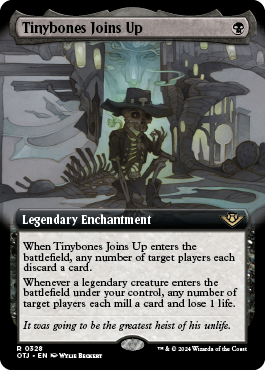 Tinybones Joins Up
Legendary Enchantment
When Tinybones Joins Up enters the
battlefield, any number of target players each
discard a card.
Whenever a legendary creature enters the
battlefield under your control, any number of
target players each mill a card and lose 1 life.
It was going to be the greatest heist of his unlife.
R 0328
OTJ • EN WYLIE BECKERT
™ & © 2024 Wizards of the Coast